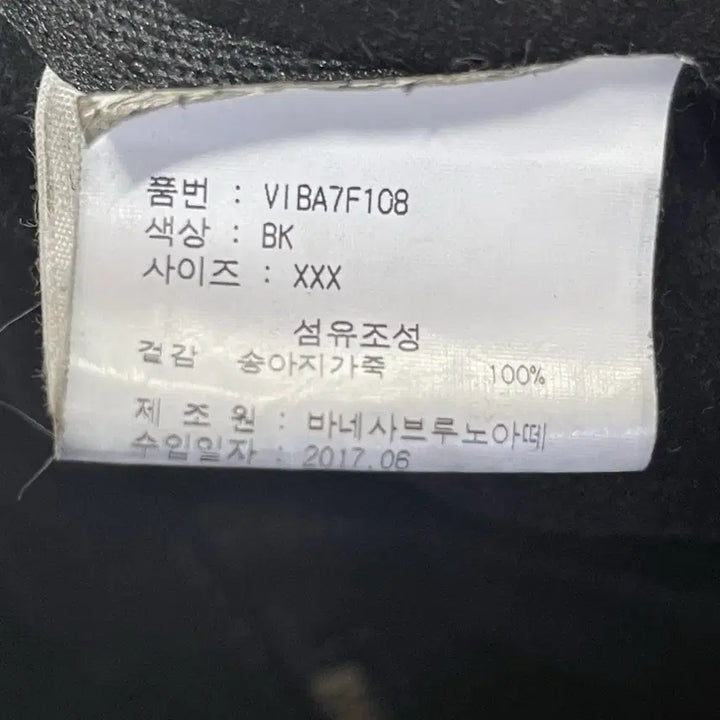 품번 : VIBA7F108
색상 : BK
사이즈 : XXX
섬유조성
겉감 송아지가죽 100%
제 조 원 : 바네사브루노아떼
수입일자 : 2017.06